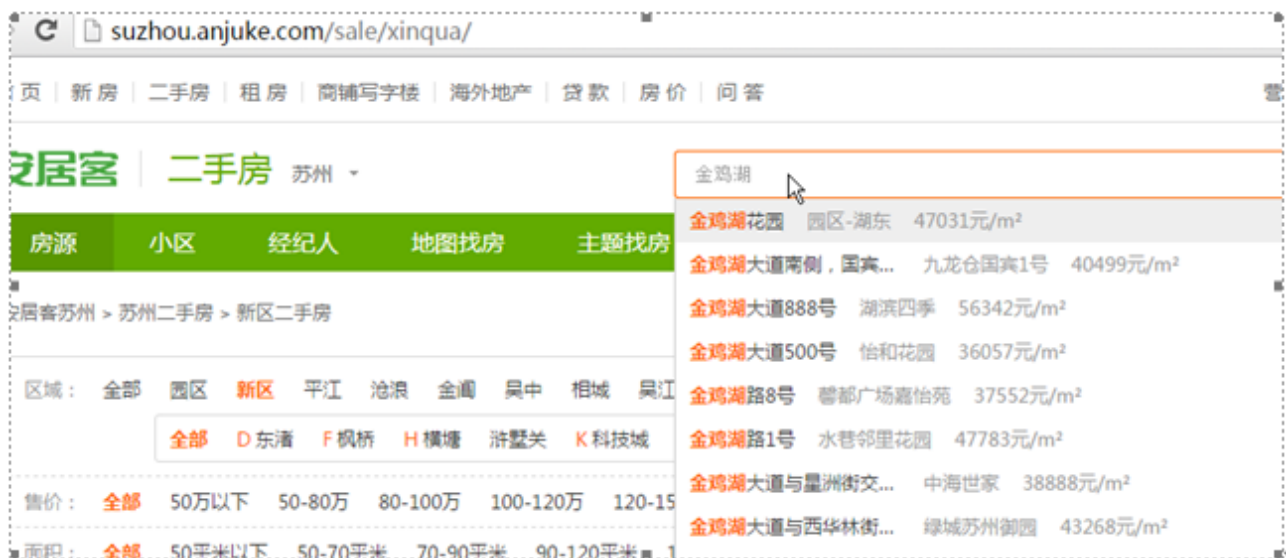 suzhou.anjuke.com/sale/xinqua/
页 新房 二手房 租房 商铺写字楼 海外地产 贷款 房价 问答 营
安居客 二手房 苏州
金鸡湖
房源 小区 经纪人 地图找房 主题找房
金鸡湖花园 园区-湖东 47031元/m²
金鸡湖大道南侧，国宾... 九龙仓国宾1号 40499元/m²
金鸡湖大道888号 湖滨四季 56342元/m²
金鸡湖大道500号 怡和花园 36057元/m²
金鸡湖路8号 馨都广场嘉怡苑 37552元/m²
金鸡湖路1号 水巷邻里花园 47783元/m²
金鸡湖大道与星洲街交... 中海世家 38888元/m²
金鸡湖大道与西华林街... 绿城苏州御园 43268元/m²
安居客苏州 > 苏州二手房 > 新区二手房
区域： 全部 园区 新区 平江 沧浪 金阊 吴中 相城 吴江
全部 D 东渚 F 枫桥 H 横塘 浒墅关 K 科技城
售价： 全部 50万以下 50-80万 80-100万 100-120万 120-15
面积： 全部 50平米以下 50-70平米 70-90平米 90-120平米 1